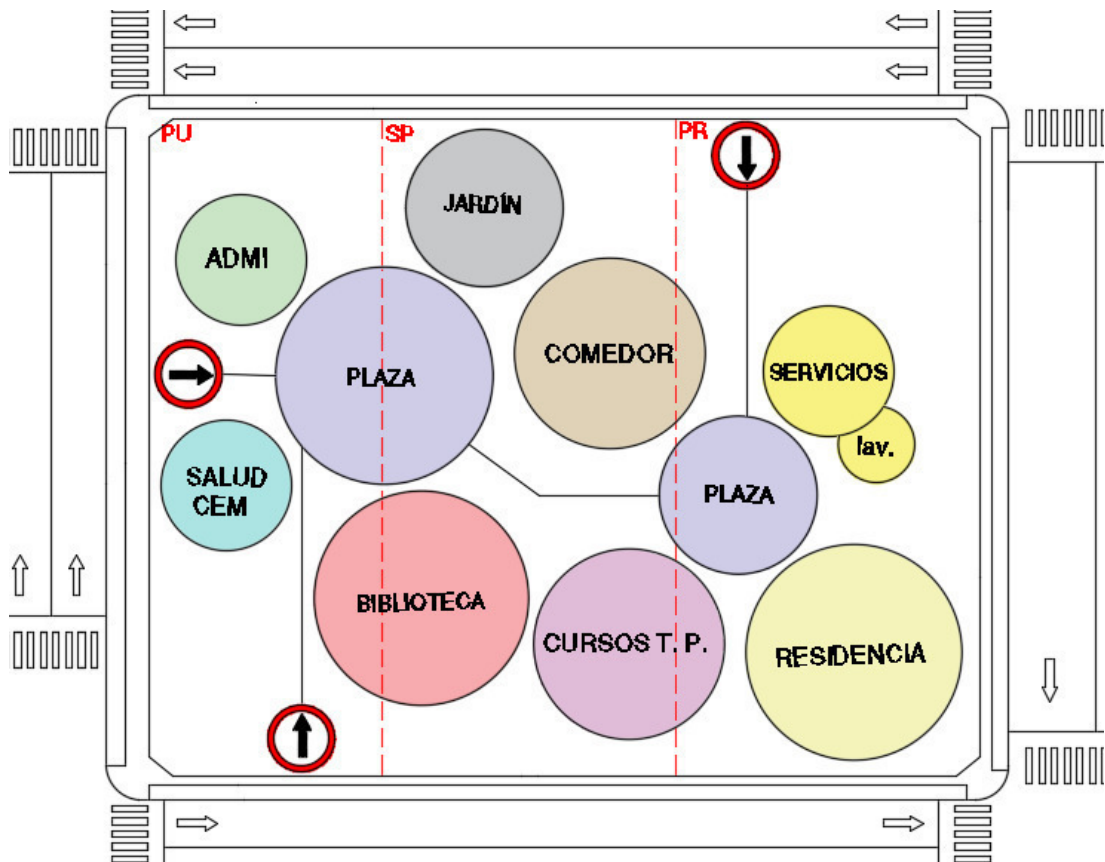 PU
SP
PR
JARDÍN
ADMI
COMEDOR
PLAZA
SERVICIOS
lav.
SALUD
CEM
PLAZA
BIBLIOTECA
CURSOS T. P.
RESIDENCIA